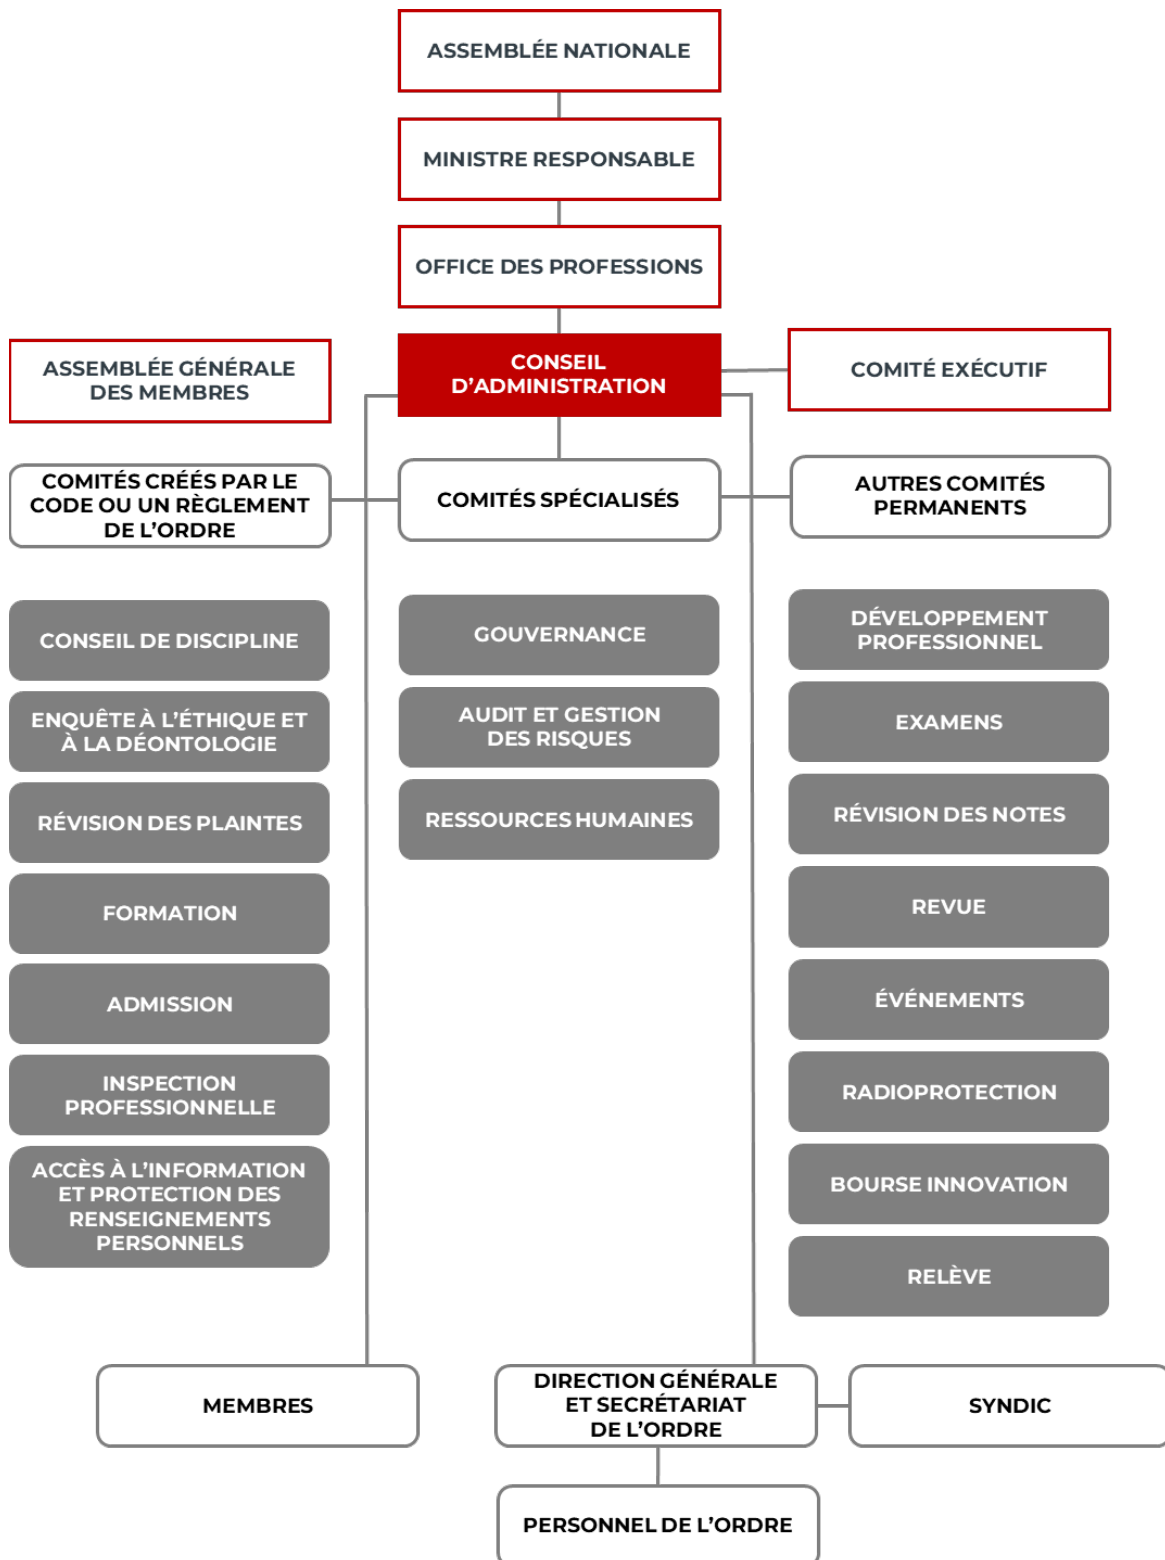 ASSEMBLÉE NATIONALE
MINISTRE RESPONSABLE
OFFICE DES PROFESSIONS
ASSEMBLÉE GÉNÉRALE
DES MEMBRES
CONSEIL
D’ADMINISTRATION
COMITÉ EXÉCUTIF
COMITÉS CRÉÉS PAR LE
CODE OU UN RÈGLEMENT
DE L’ORDRE
COMITÉS SPÉCIALISÉS
AUTRES COMITÉS
PERMANENTS
CONSEIL DE DISCIPLINE
ENQUÊTE À L’ÉTHIQUE ET
À LA DÉONTOLOGIE
RÉVISION DES PLAINTES
FORMATION
ADMISSION
INSPECTION
PROFESSIONNELLE
ACCÈS À L’INFORMATION
ET PROTECTION DES
RENSEIGNEMENTS
PERSONNELS
GOUVERNANCE
AUDIT ET GESTION
DES RISQUES
RESSOURCES HUMAINES
DÉVELOPPEMENT
PROFESSIONNEL
EXAMENS
RÉVISION DES NOTES
REVUE
ÉVÉNEMENTS
RADIOPROTECTION
BOURSE INNOVATION
RELÈVE
MEMBRES
DIRECTION GÉNÉRALE
ET SECRÉTARIAT
DE L’ORDRE
SYNDIC
PERSONNEL DE L’ORDRE